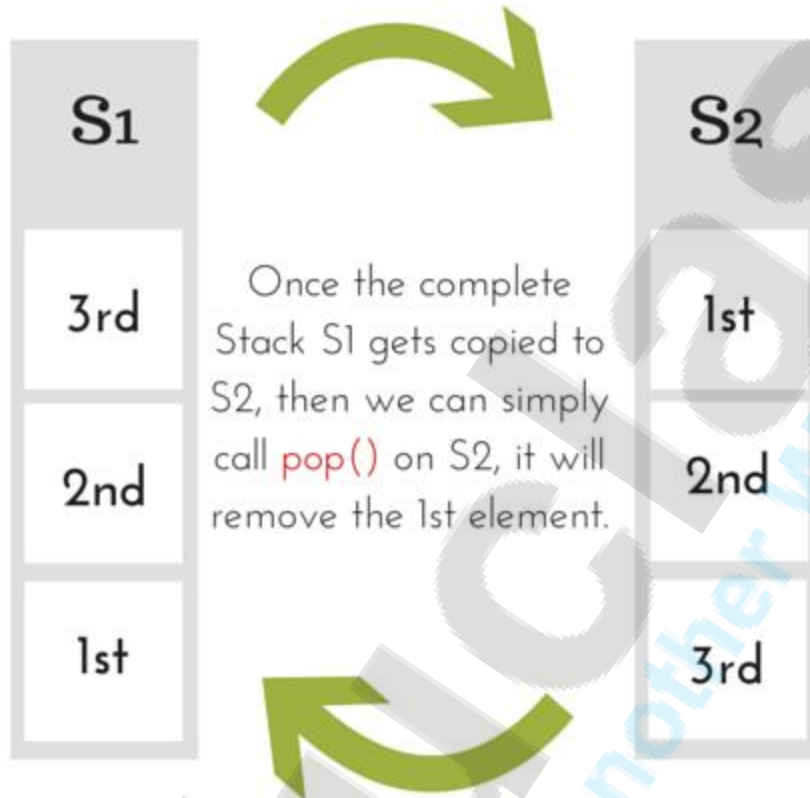 S1
3rd
2nd
1st
Once the complete
Stack S1 gets copied to
S2, then we can simply
call pop() on S2, it will
remove the 1st element.
S2
1st
2nd
3rd